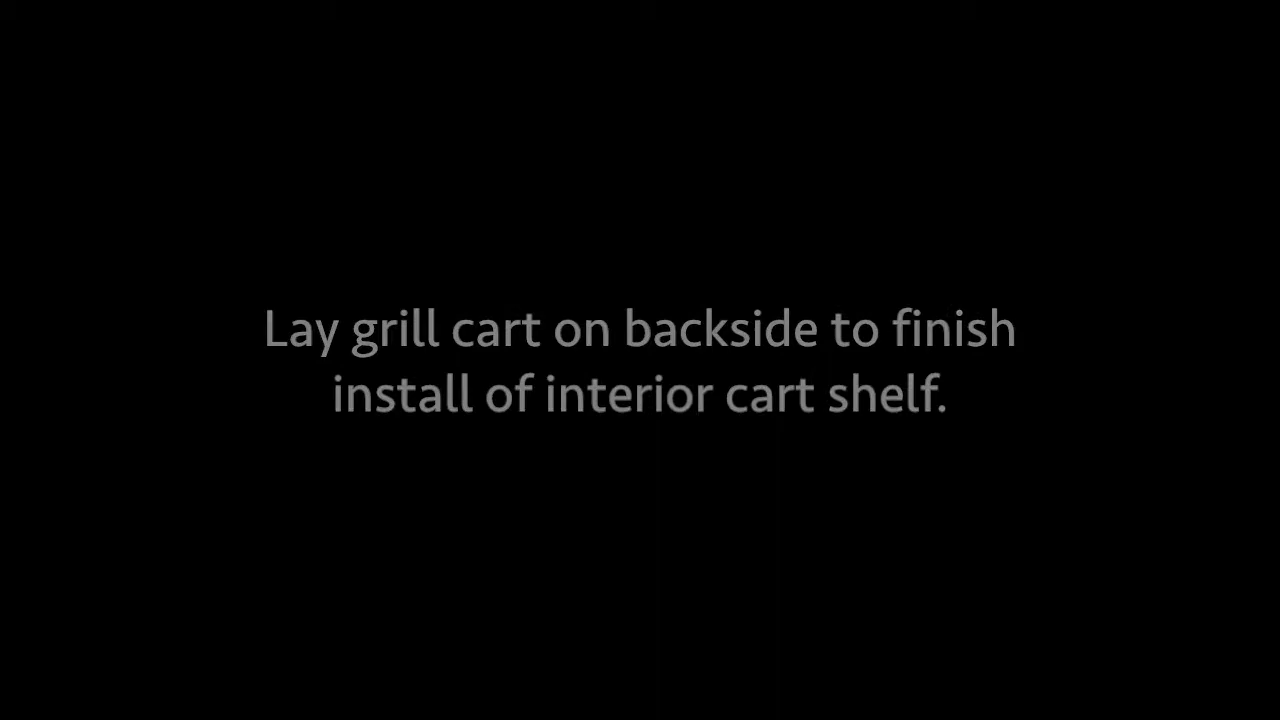 Lay grill cart on backside to finish
install of interior cart shelf.